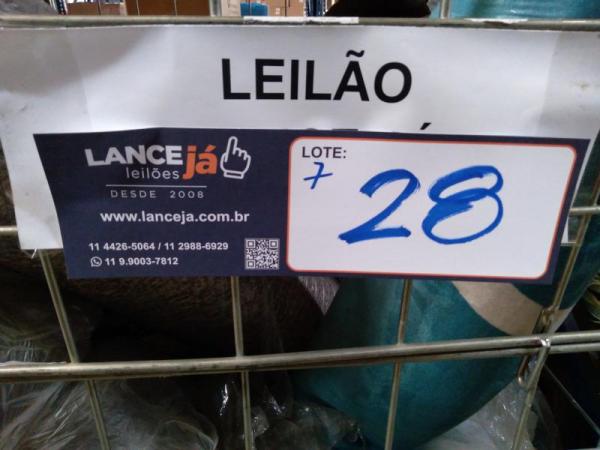 LEILÃO
LANCE já
leilões
DESDE 2008
www.lanceja.com.br
11 4426-5064 / 11 2988-6929
11 9.9003-7812
LOTE:
7
28